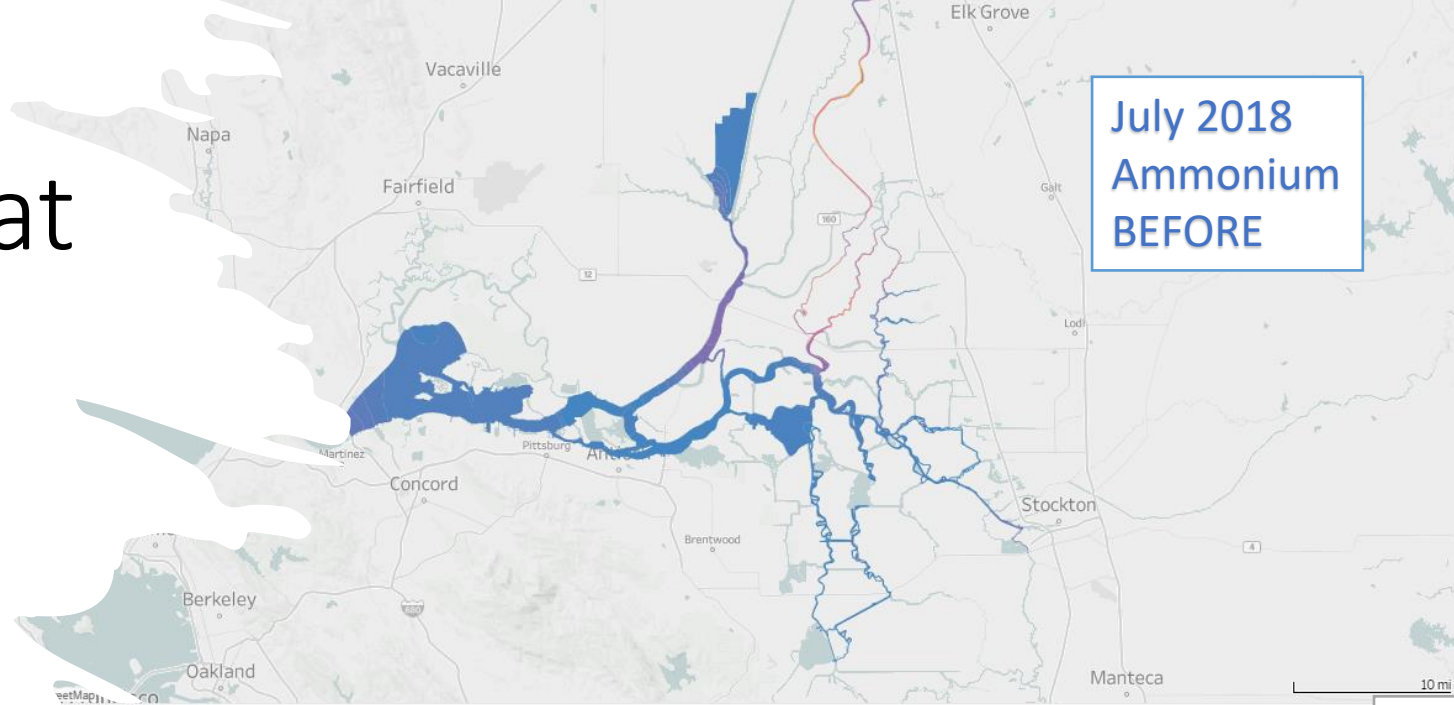 Elk Grove
Vacaville
July 2018
Ammonium
BEFORE
Napa
at
Fairfield
Galt
160
12
Lodi
Pittsburg
Martinez
Concord
Stockton
Brentwood
4
Berkeley
680
Oakland
Manteca
10 mi